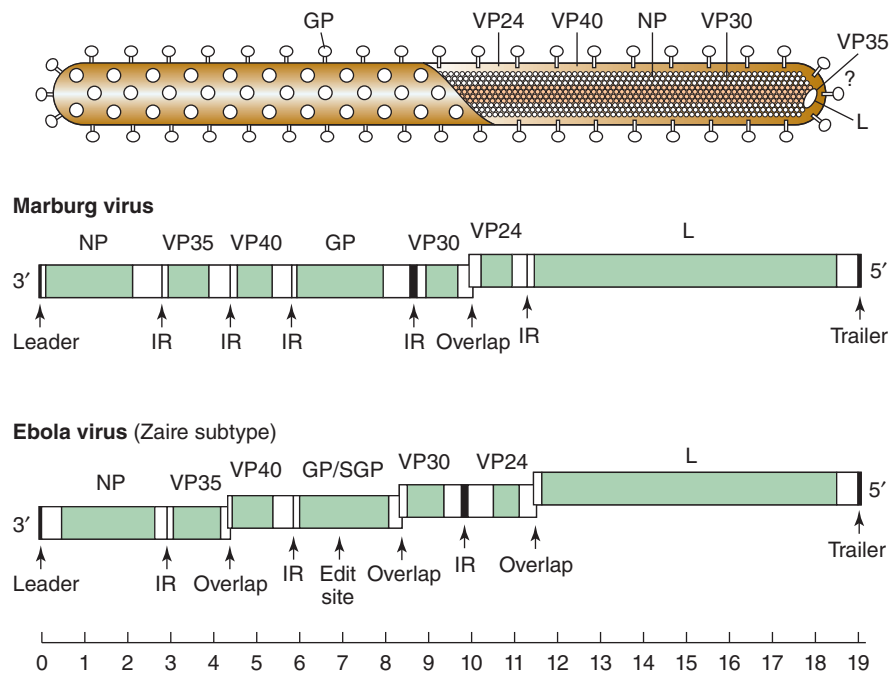 GP VP24 VP40 NP VP30
VP35
?
L
Marburg virus
NP VP35 VP40 GP VP30 VP24 L
3′ 5′
Leader IR IR IR IR Overlap IR Trailer
Ebola virus (Zaire subtype)
NP VP35 VP40 GP/SGP VP30 VP24 L
3′ 5′
Leader IR Overlap IR Edit site Overlap IR Overlap Trailer
0 1 2 3 4 5 6 7 8 9 10 11 12 13 14 15 16 17 18 19